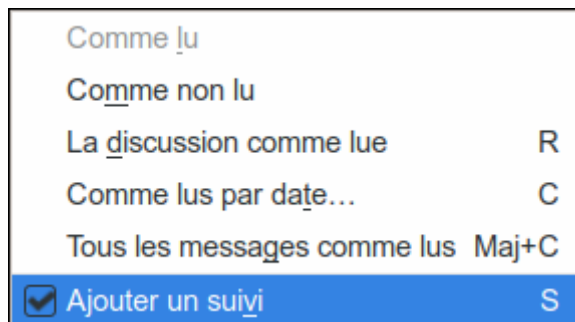 Comme lu
Comme non lu
La discussion comme lue R
Comme lus par date… C
Tous les messages comme lus Maj+C
Ajouter un suivi S